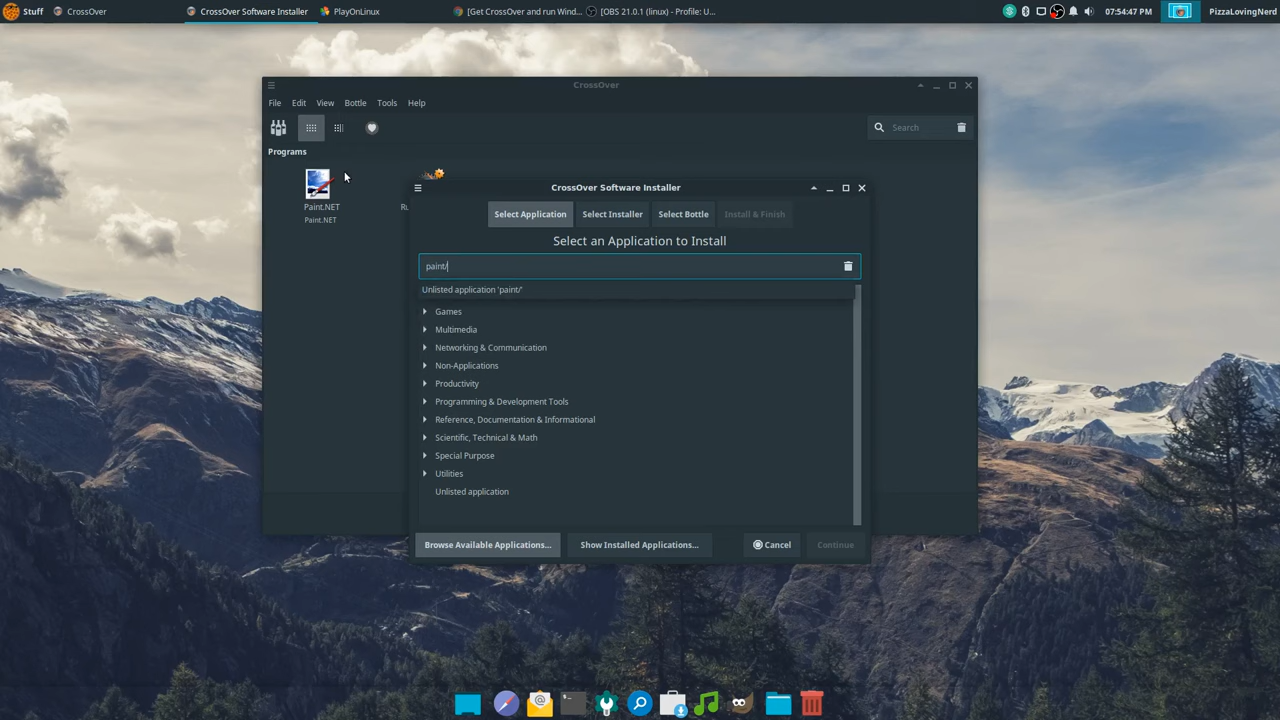 Stuff
CrossOver
CrossOver Software Installer
PlayOnLinux
[Get CrossOver and run Wind...
[OBS 21.0.1 (linux) - Profile: U...
07:54:47 PM
PizzaLovingNerd
CrossOver
File Edit View Bottle Tools Help
Search
Programs
Paint.NET
Paint.NET
CrossOver Software Installer
Select Application
Select Installer
Select Bottle
Install & Finish
Select an Application to Install
paint/
Unlisted application 'paint/'
Games
Multimedia
Networking & Communication
Non-Applications
Productivity
Programming & Development Tools
Reference, Documentation & Informational
Scientific, Technical & Math
Special Purpose
Utilities
Unlisted application
Browse Available Applications...
Show Installed Applications...
Cancel
Continue